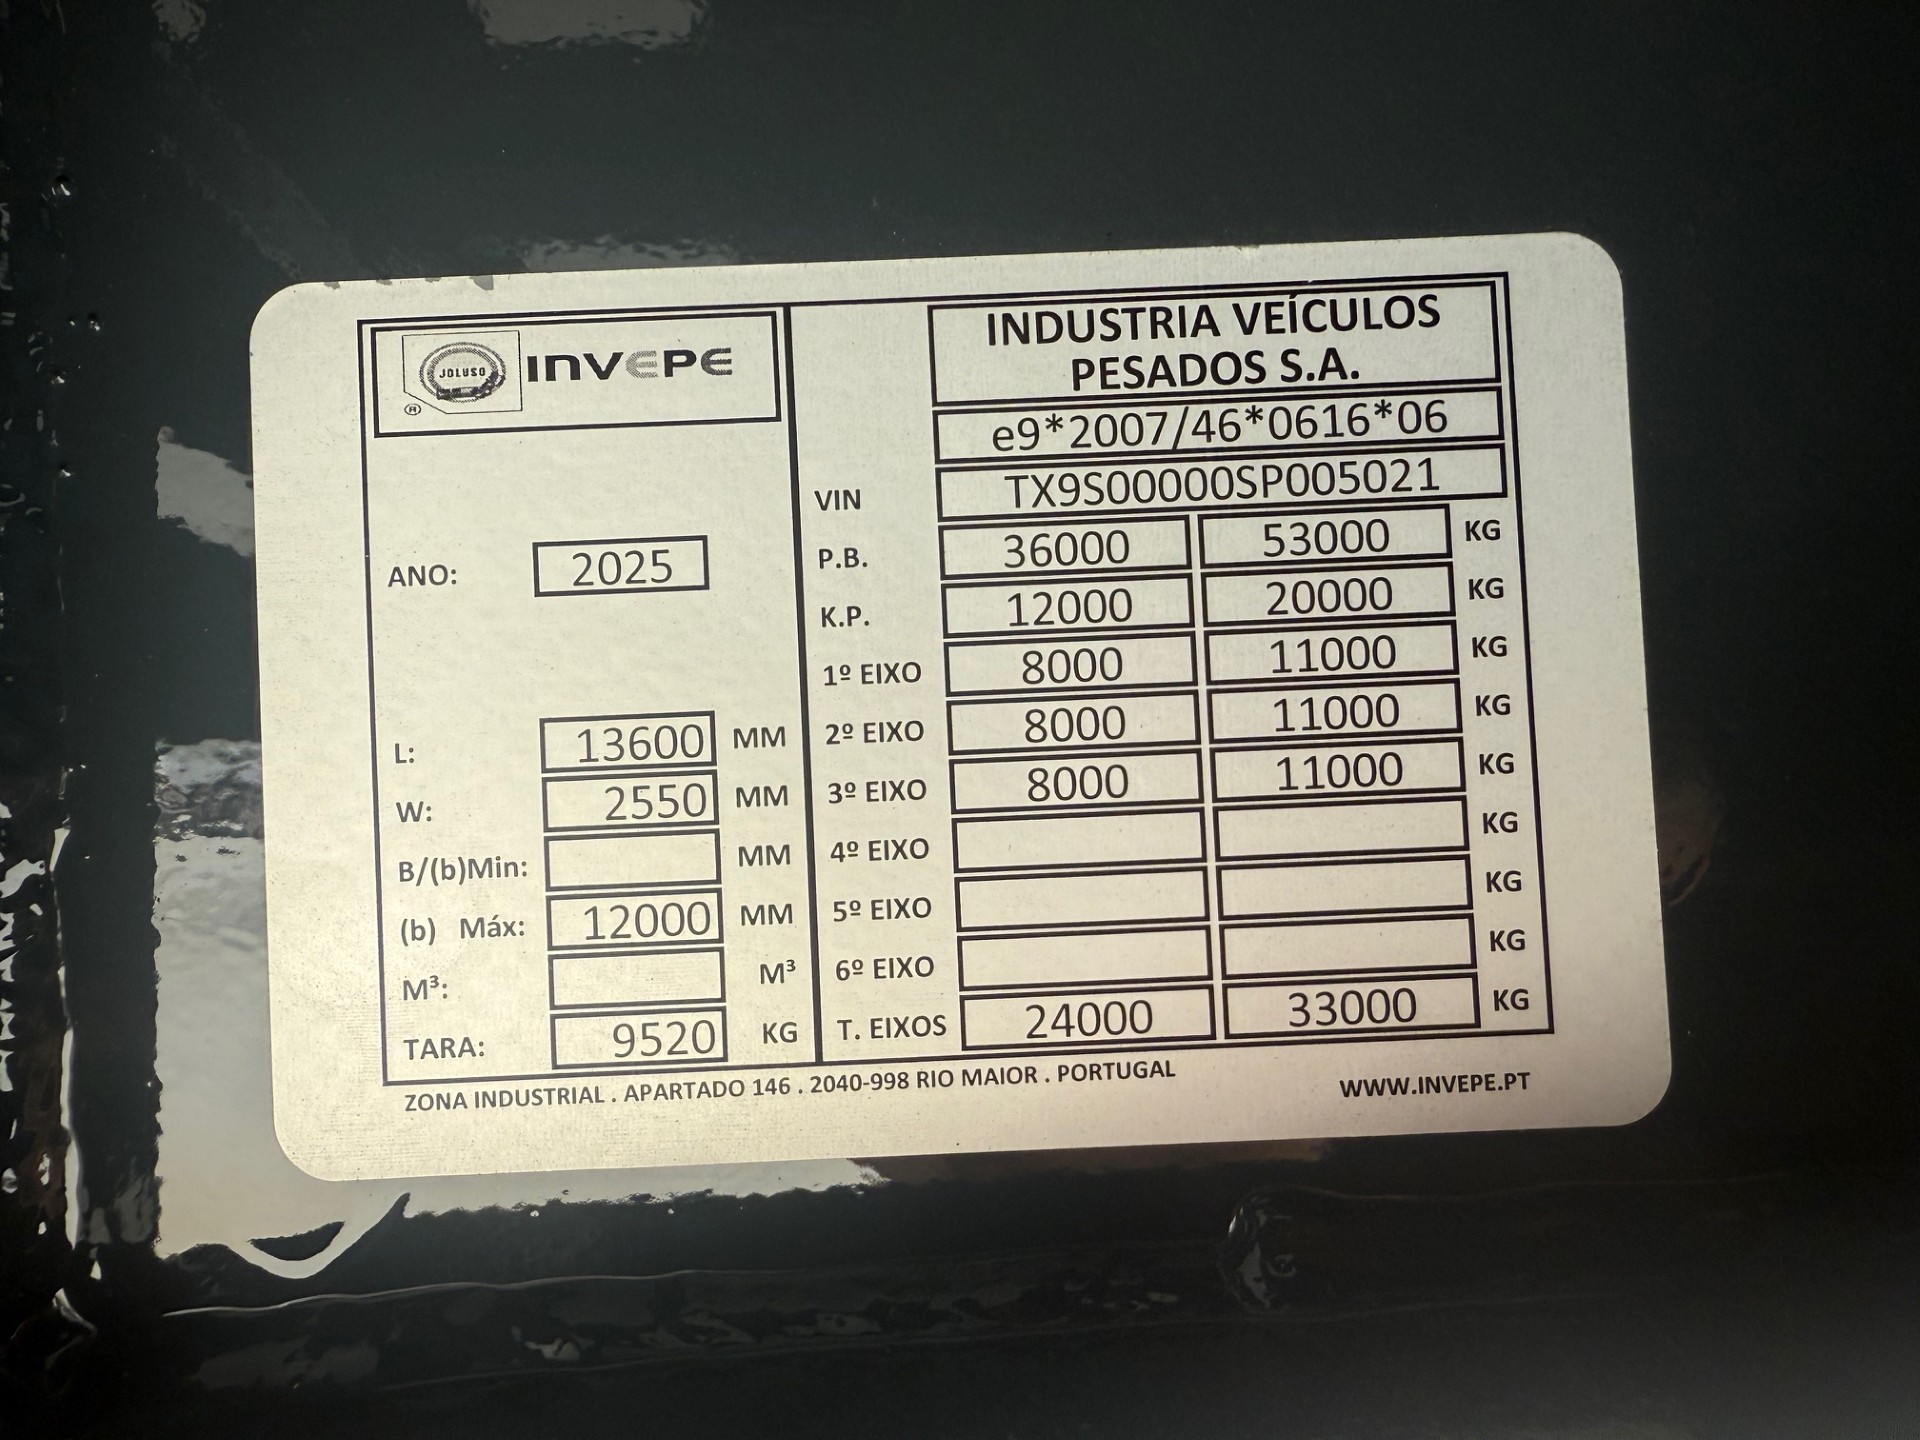 JOLUSO
®
INVEPE
INDUSTRIA VEÍCULOS
PESADOS S.A.
e9*2007/46*0616*06
VIN TX9S00000SP005021
ANO: 2025
L: 13600 MM
W: 2550 MM
B/(b)Min: MM
(b) Máx: 12000 MM
M³: M³
TARA: 9520 KG
P.B. 36000 53000 KG
K.P. 12000 20000 KG
1º EIXO 8000 11000 KG
2º EIXO 8000 11000 KG
3º EIXO 8000 11000 KG
4º EIXO KG
5º EIXO KG
6º EIXO KG
T. EIXOS 24000 33000 KG
ZONA INDUSTRIAL . APARTADO 146 . 2040-998 RIO MAIOR . PORTUGAL
WWW.INVEPE.PT